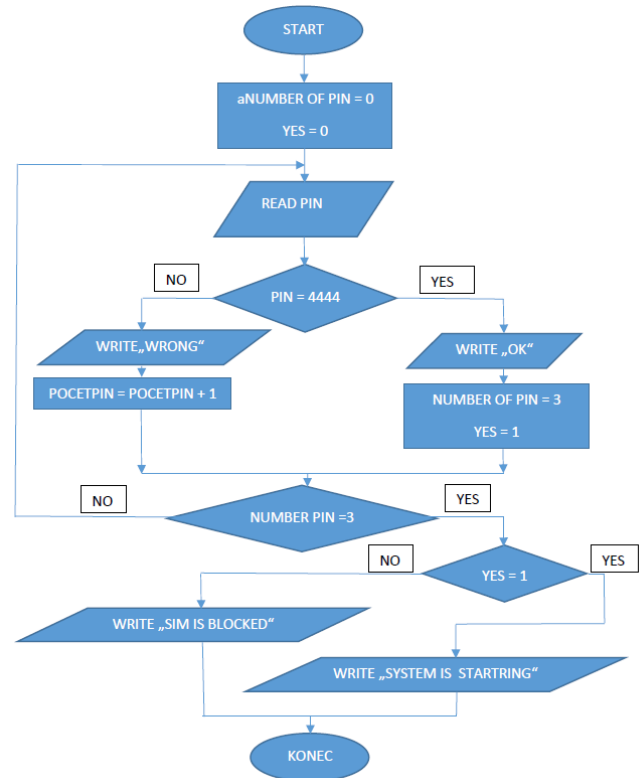 START
aNUMBER OF PIN = 0
YES = 0
READ PIN
NO
PIN = 4444
YES
WRITE„WRONG“
WRITE „OK“
POCETPIN = POCETPIN + 1
NUMBER OF PIN = 3
YES = 1
NO
NUMBER PIN =3
YES
NO
YES = 1
YES
WRITE „SIM IS BLOCKED“
WRITE „SYSTEM IS STARTRING“
KONEC